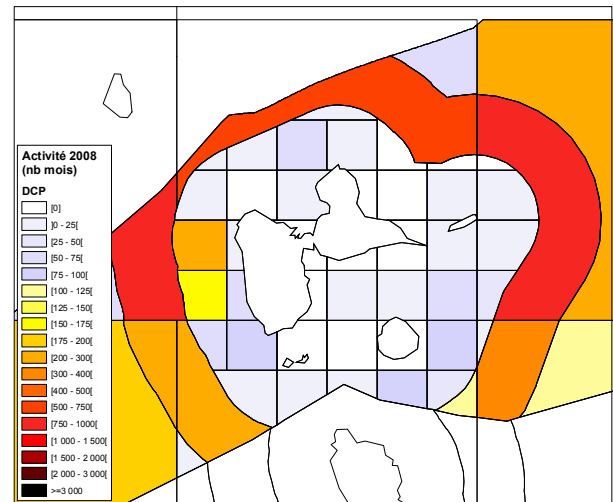 Activité 2008
(nb mois)
DCP
[0]
]0 - 25[
[25 - 50[
[50 - 75[
[75 - 100[
[100 - 125[
[125 - 150[
[150 - 175[
[175 - 200[
[200 - 300[
[300 - 400[
[400 - 500[
[500 - 750[
[750 - 1000[
[1 000 - 1 500[
[1 500 - 2 000[
[2 000 - 3 000[
>=3 000